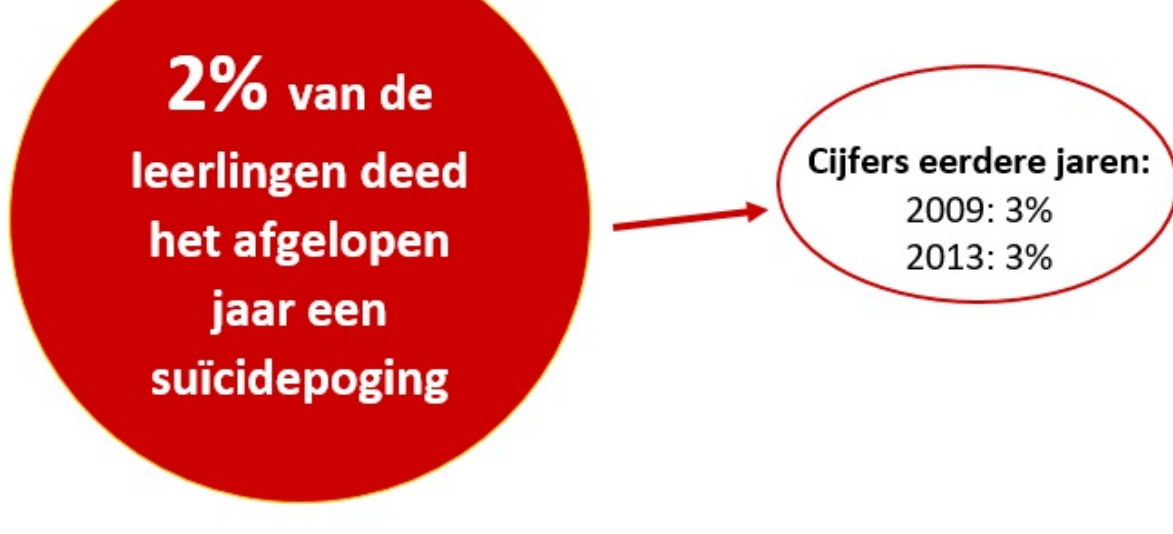 2% van de
leerlingen deed
het afgelopen
jaar een
suïcidepoging
Cijfers eerdere jaren:
2009: 3%
2013: 3%